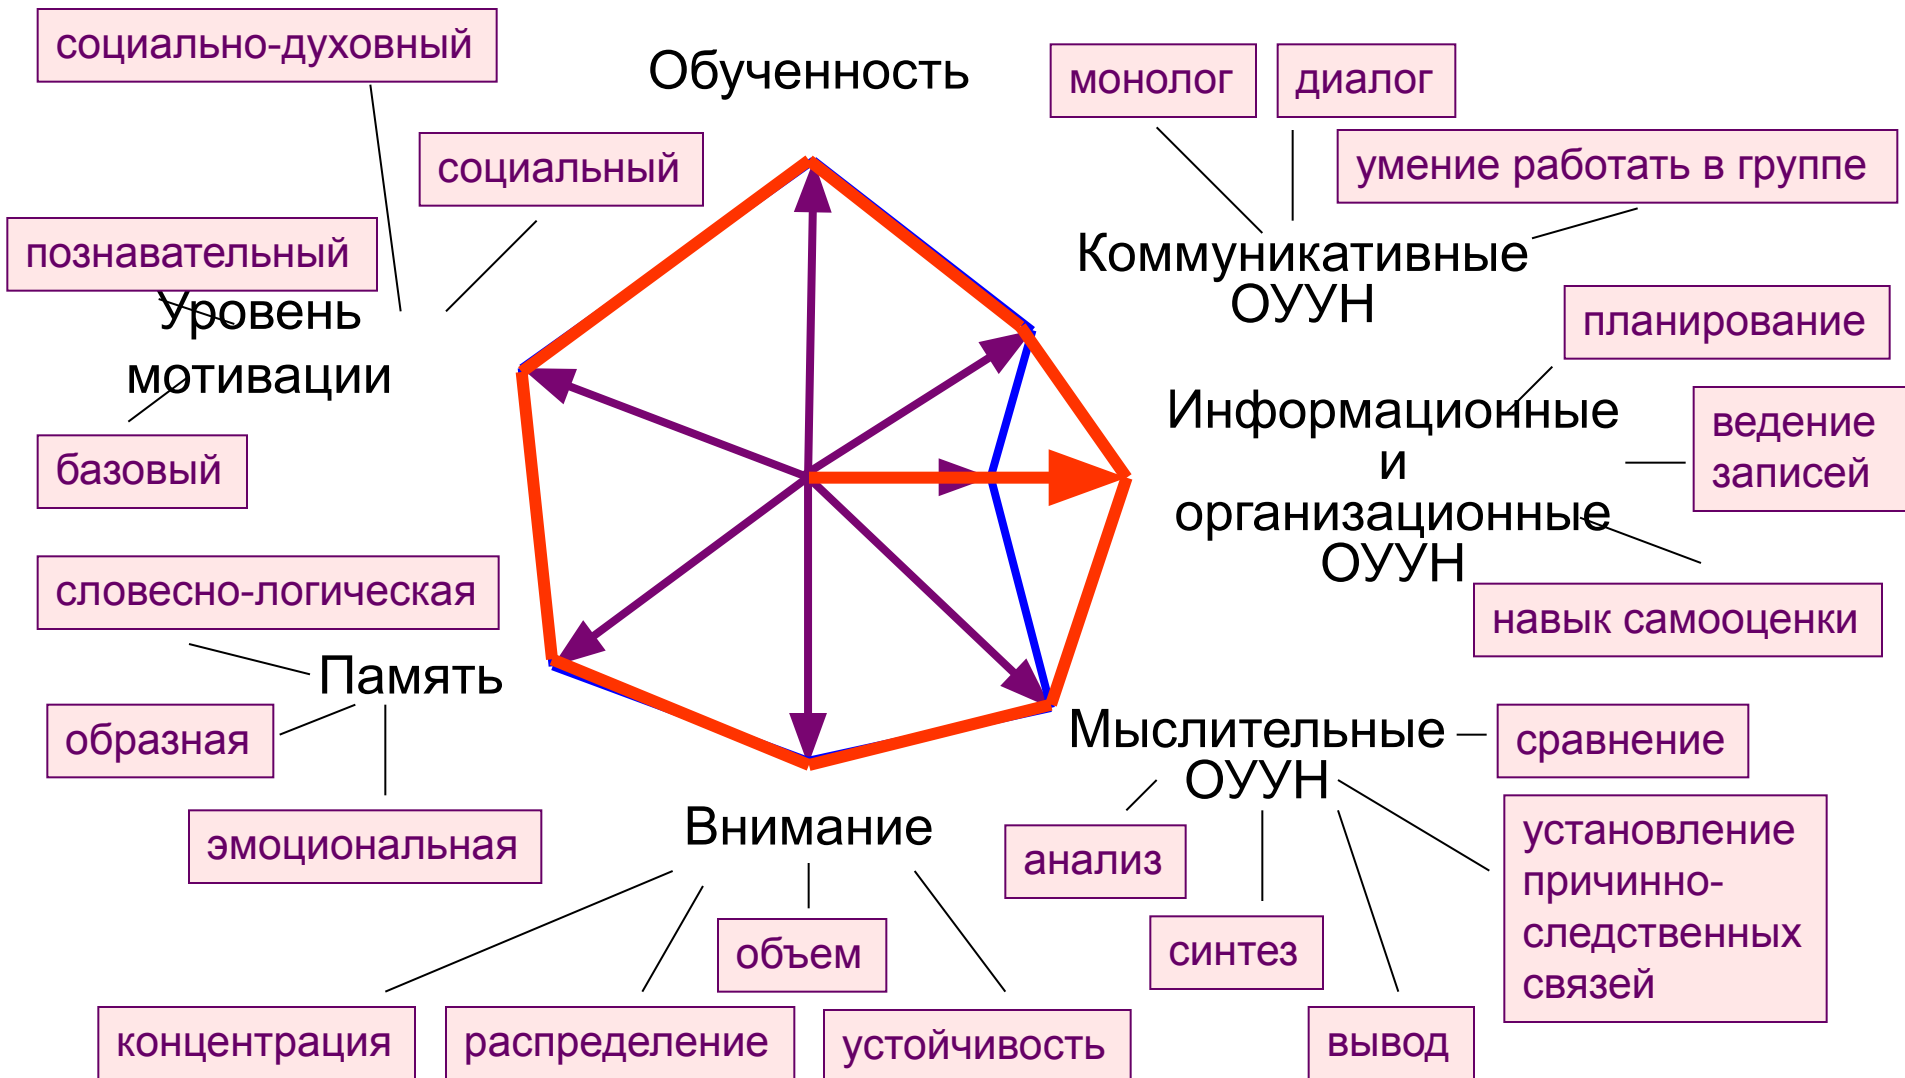 социально-духовный
Обученность
монолог
диалог
социальный
умение работать в группе
познавательный
Уровень
мотивации
Коммуникативные
ОУУН
планирование
базовый
Информационные
и
организационные
ОУУН
ведение
записей
словесно-логическая
навык самооценки
Память
образная
эмоциональная
Мыслительные
ОУУН
сравнение
Внимание
анализ
установление
причинно-
следственных
связей
объем
синтез
концентрация
распределение
устойчивость
вывод